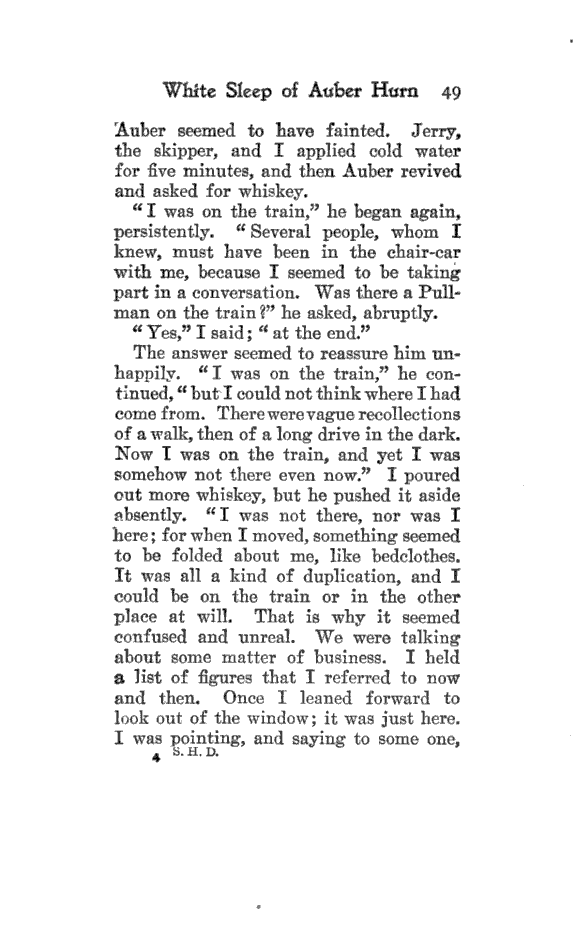 White Sleep of Auber Hurn 49
Auber seemed to have fainted. Jerry,
the skipper, and I applied cold water
for five minutes, and then Auber revived
and asked for whiskey.
"I was on the train," he began again,
persistently. "Several people, whom I
knew, must have been in the chair-car
with me, because I seemed to be taking
part in a conversation. Was there a Pull-
man on the train?" he asked, abruptly.
"Yes," I said; "at the end."
The answer seemed to reassure him un-
happily. "I was on the train," he con-
tinued, "but I could not think where I had
come from. There were vague recollections
of a walk, then of a long drive in the dark.
Now I was on the train, and yet I was
somehow not there even now." I poured
out more whiskey, but he pushed it aside
absently. "I was not there, nor was I
here; for when I moved, something seemed
to be folded about me, like bedclothes.
It was all a kind of duplication, and I
could be on the train or in the other
place at will. That is why it seemed
confused and unreal. We were talking
about some matter of business. I held
a list of figures that I referred to now
and then. Once I leaned forward to
look out of the window; it was just here.
I was pointing, and saying to some one,
4 S. H. D.